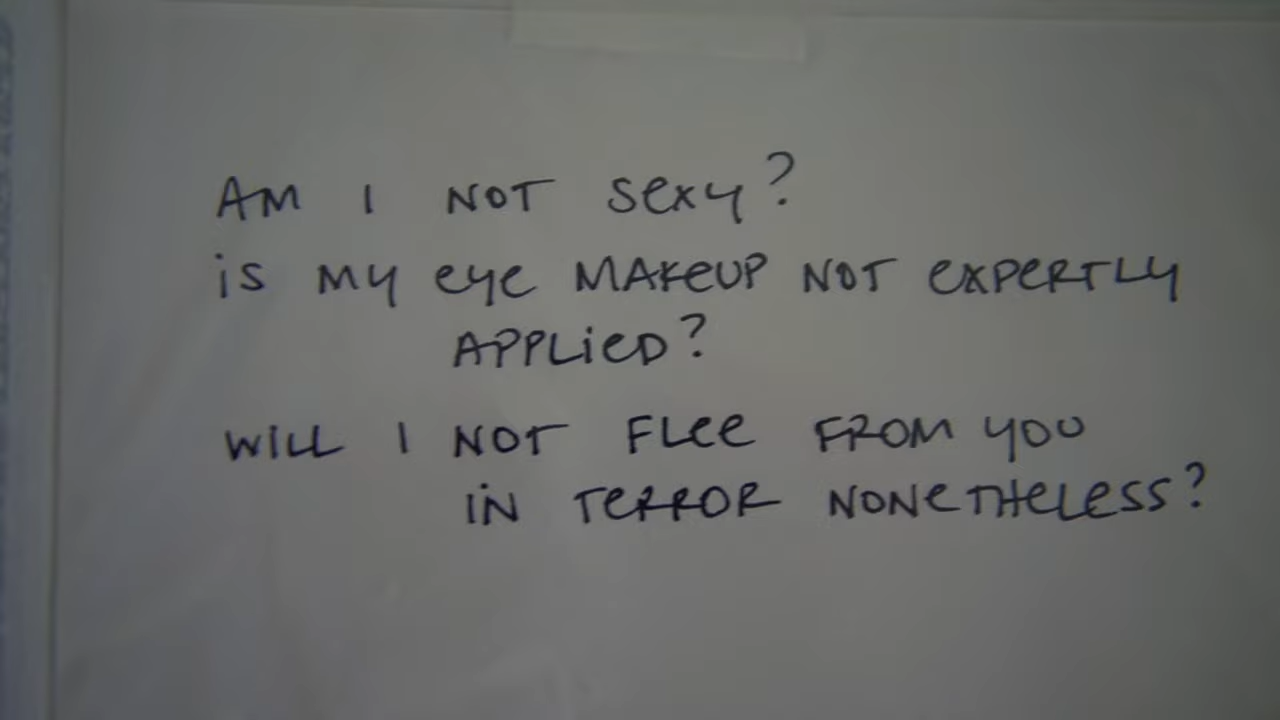 AM I NOT SexY?
is MY eye MAKeUP NOT exPeRTLY
APPLieD?
WiLL I NOT FLee FROM YOU
iN TeRROR NONeTHeLeSS?